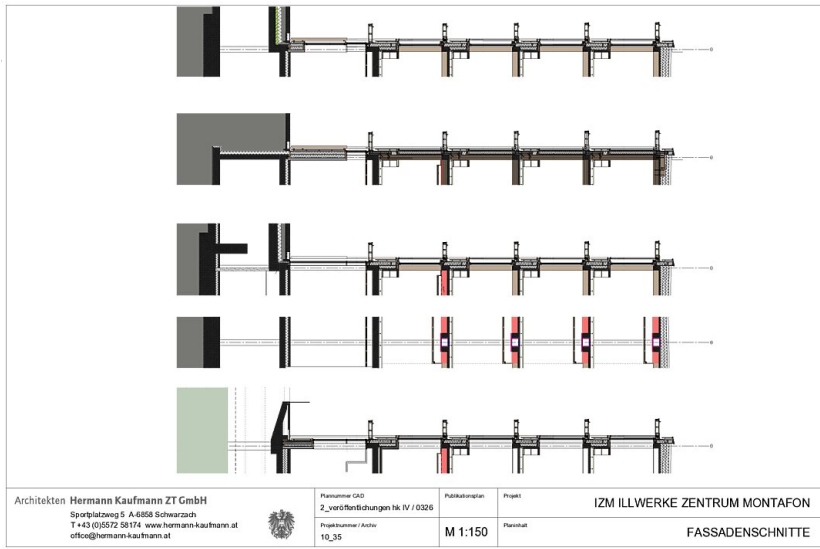 Architekten Hermann Kaufmann ZT GmbH
Sportplatzweg 5 A-6858 Schwarzach
T +43 (0)5572 58174 www.hermann-kaufmann.at
office@hermann-kaufmann.at
Plannummer CAD
2_veröffentlichungen hk IV / 0326
Projektnummer / Archiv
10_35
Publikationsplan
M 1:150
Projekt
IZM ILLWERKE ZENTRUM MONTAFON
Planinhalt
FASSADENSCHNITTE